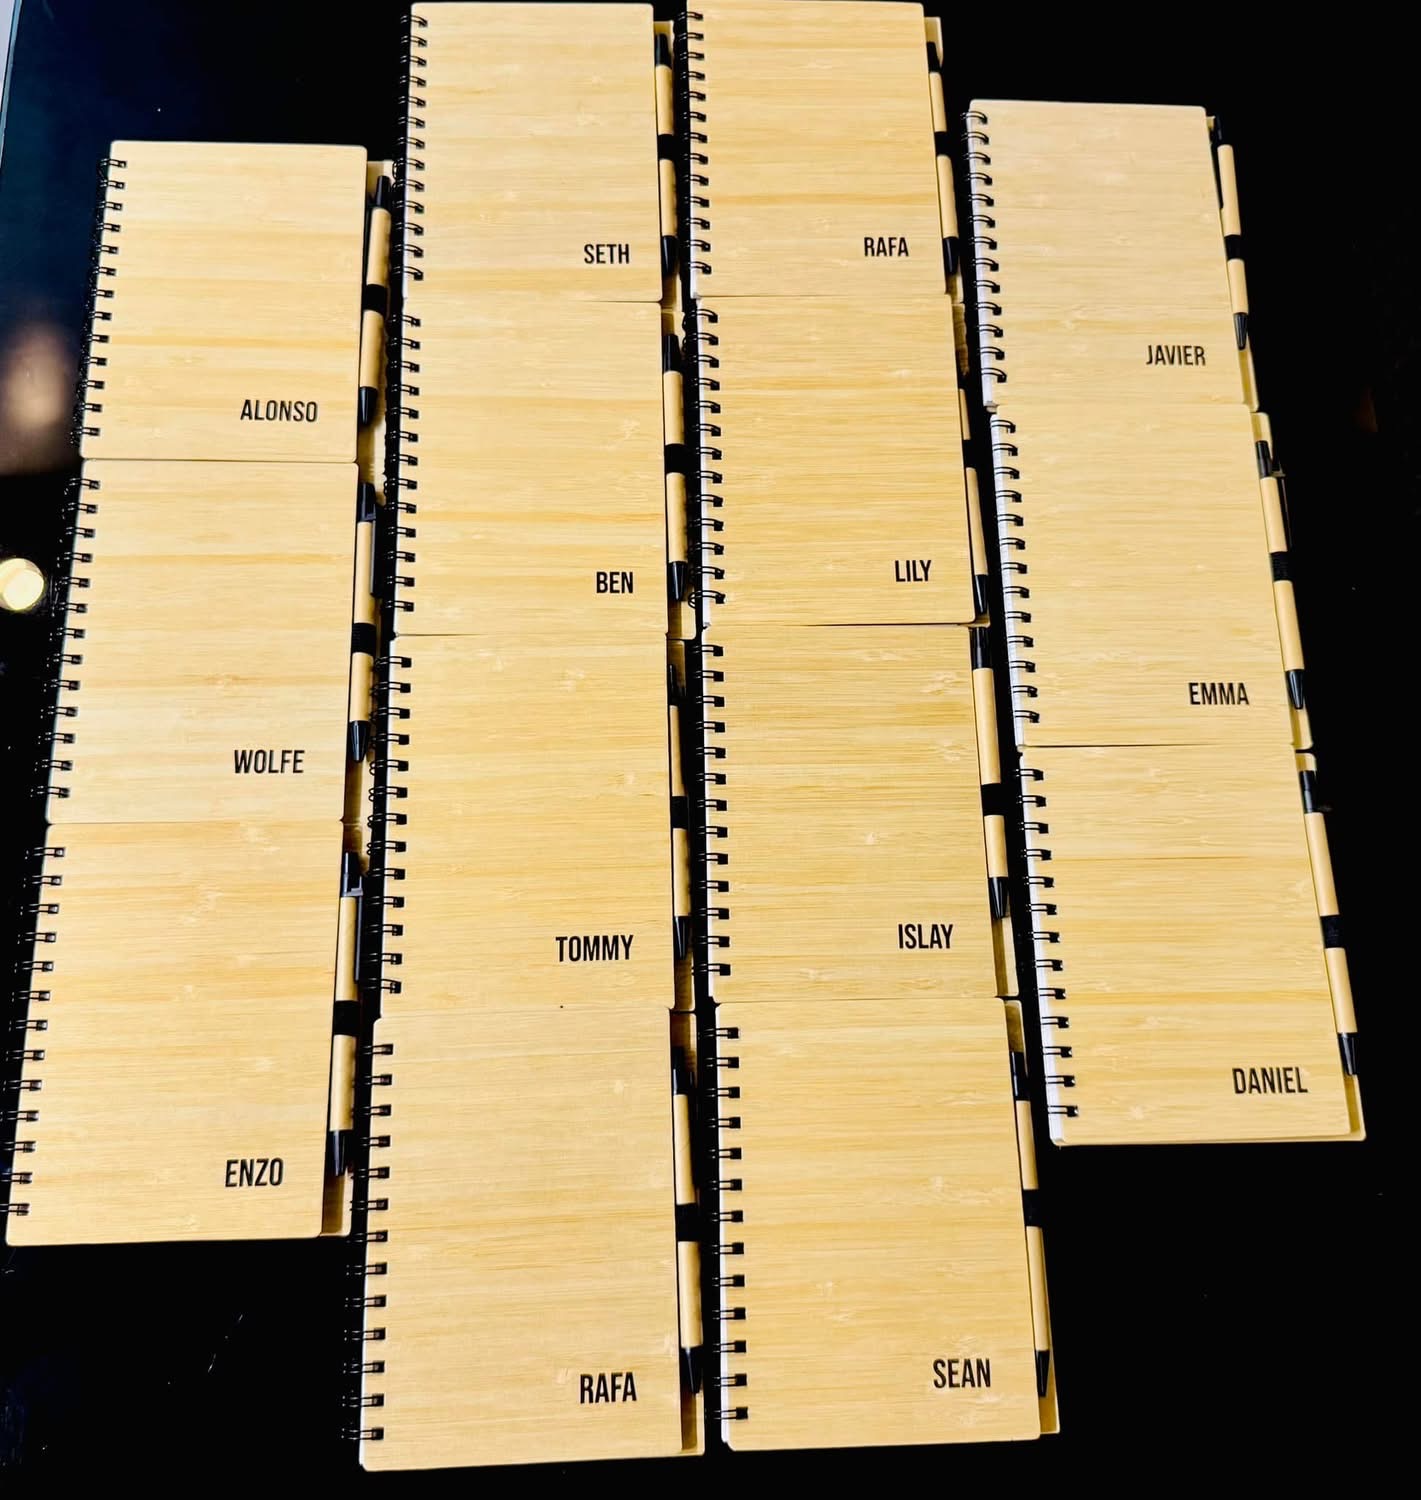 ALONSO
WOLFE
ENZO
SETH
BEN
TOMMY
RAFA
RAFA
LILY
ISLAY
SEAN
JAVIER
EMMA
DANIEL